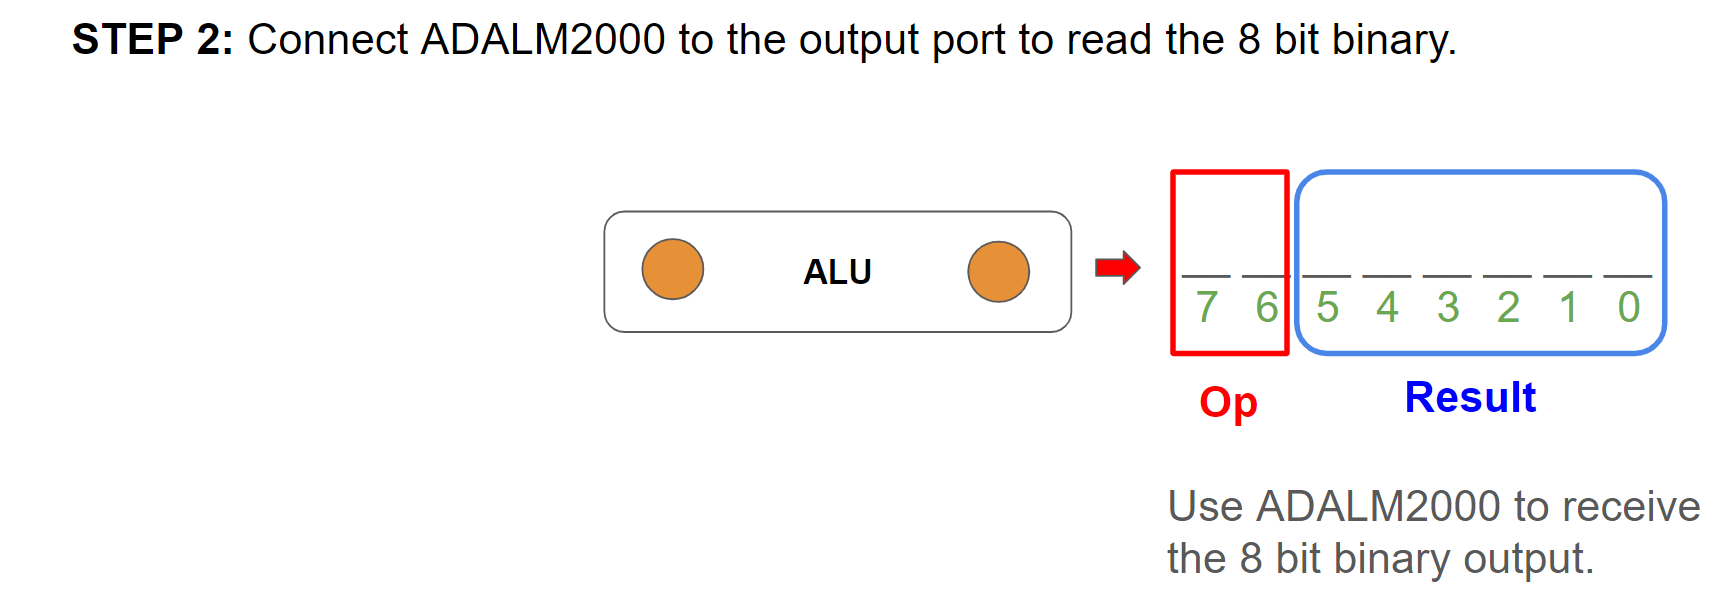 STEP 2: Connect ADALM2000 to the output port to read the 8 bit binary.
ALU
7 6 5 4 3 2 1 0
Op
Result
Use ADALM2000 to receive
the 8 bit binary output.